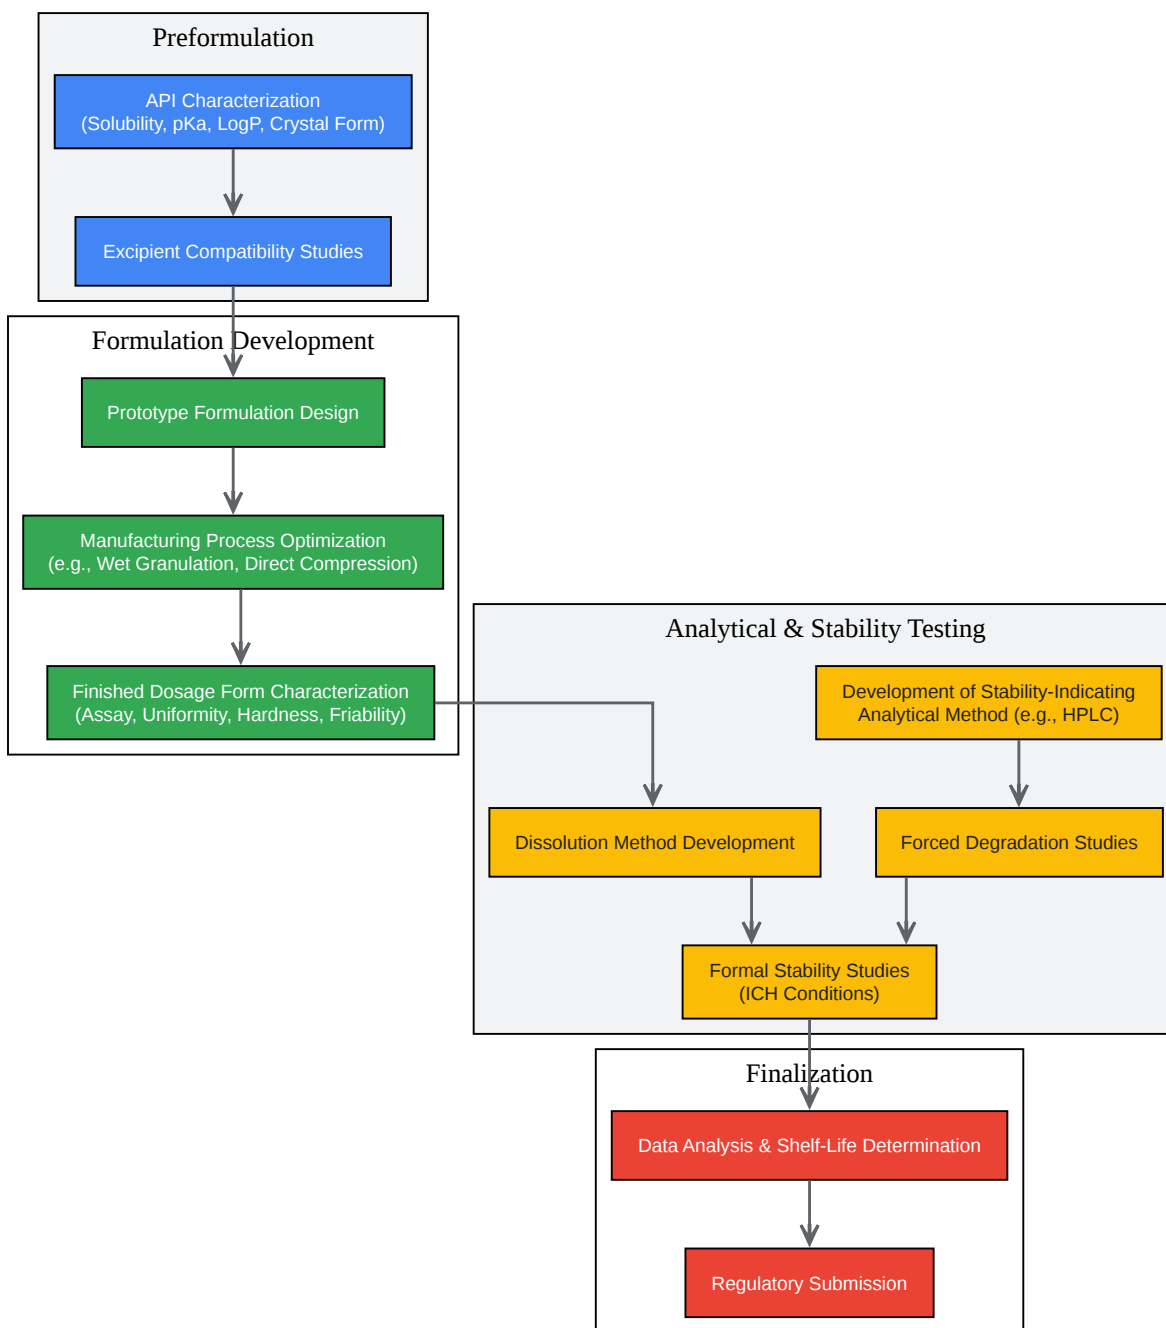 Preformulation
API Characterization
(Solubility, pKa, LogP, Crystal Form)
Excipient Compatibility Studies
Formulation Development
Prototype Formulation Design
Manufacturing Process Optimization
(e.g., Wet Granulation, Direct Compression)
Finished Dosage Form Characterization
(Assay, Uniformity, Hardness, Friability)
Analytical & Stability Testing
Development of Stability-Indicating
Analytical Method (e.g., HPLC)
Dissolution Method Development
Forced Degradation Studies
Formal Stability Studies
(ICH Conditions)
Finalization
Data Analysis & Shelf-Life Determination
Regulatory Submission